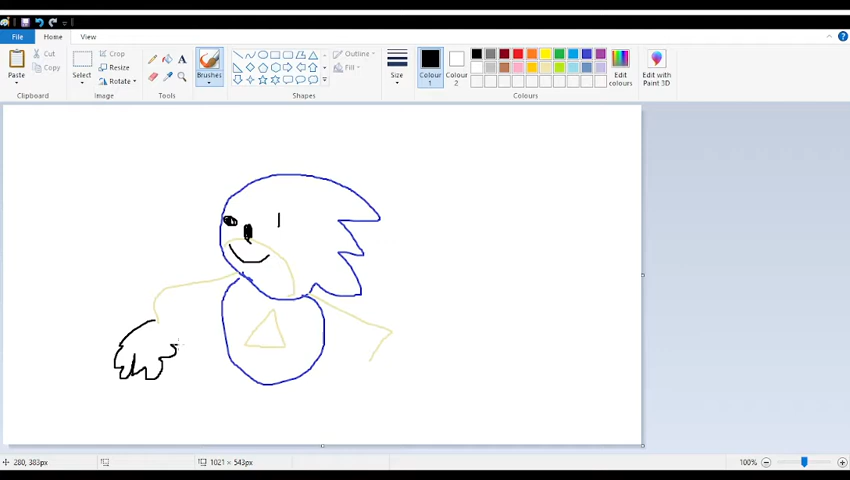 File Home View
Paste Cut Copy Clipboard
Select Crop Resize Rotate Image
Tools
Brushes
Outline Fill Shapes
Size
Colour 1 Colour 2 Edit colours Colours
Edit with Paint 3D
280, 383px 1021 × 543px 100%